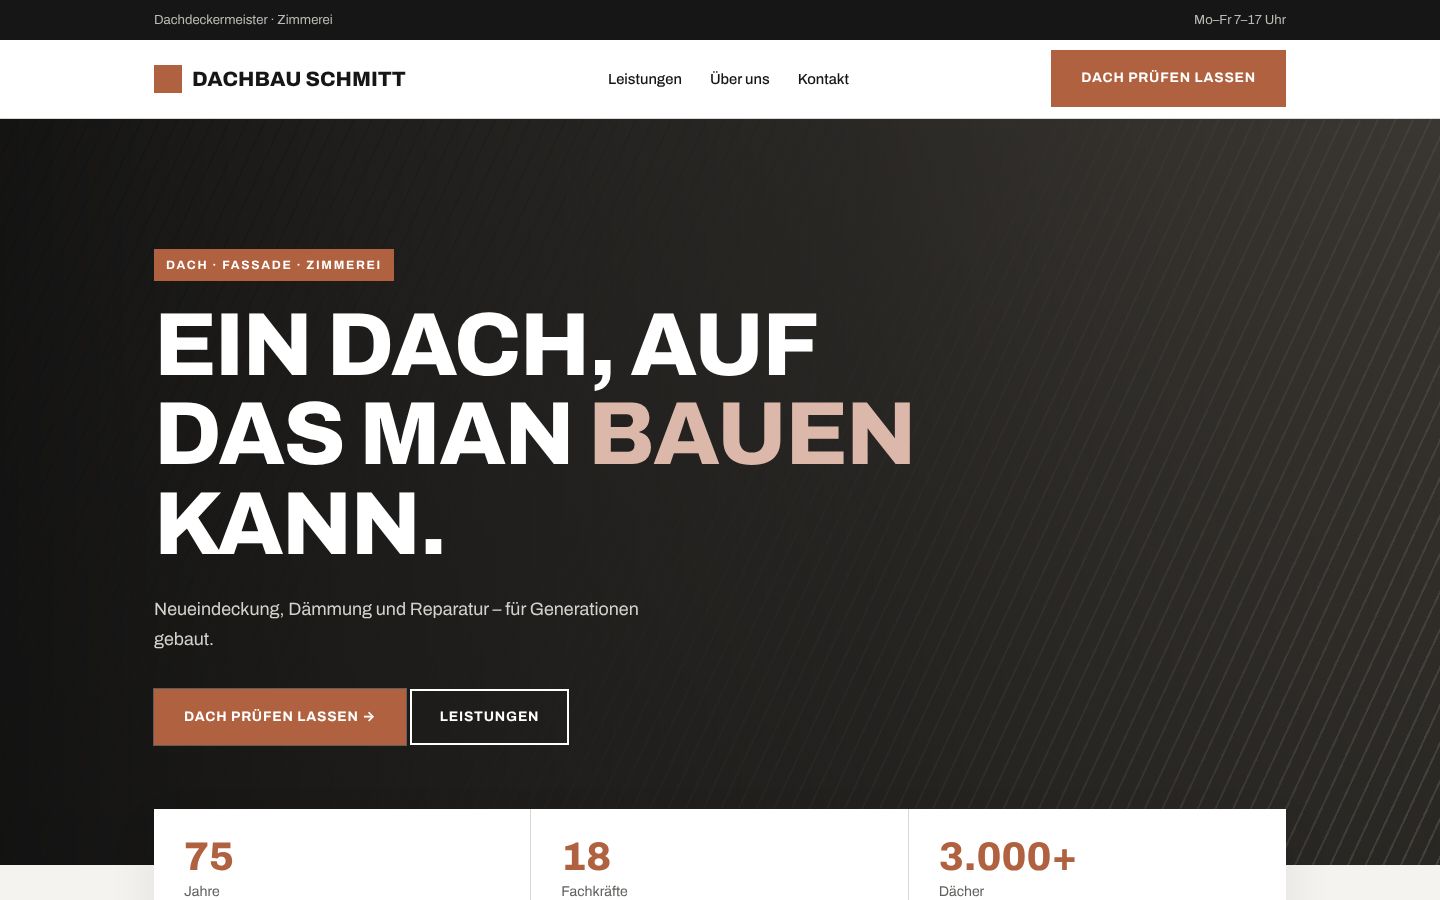 Dachdeckermeister · Zimmerei
Mo–Fr 7–17 Uhr
DACHBAU SCHMITT
Leistungen
Über uns
Kontakt
DACH PRÜFEN LASSEN
DACH · FASSADE · ZIMMEREI
EIN DACH, AUF
DAS MAN BAUEN
KANN.
Neueindeckung, Dämmung und Reparatur – für Generationen
gebaut.
DACH PRÜFEN LASSEN →
LEISTUNGEN
75
Jahre
18
Fachkräfte
3.000+
Dächer